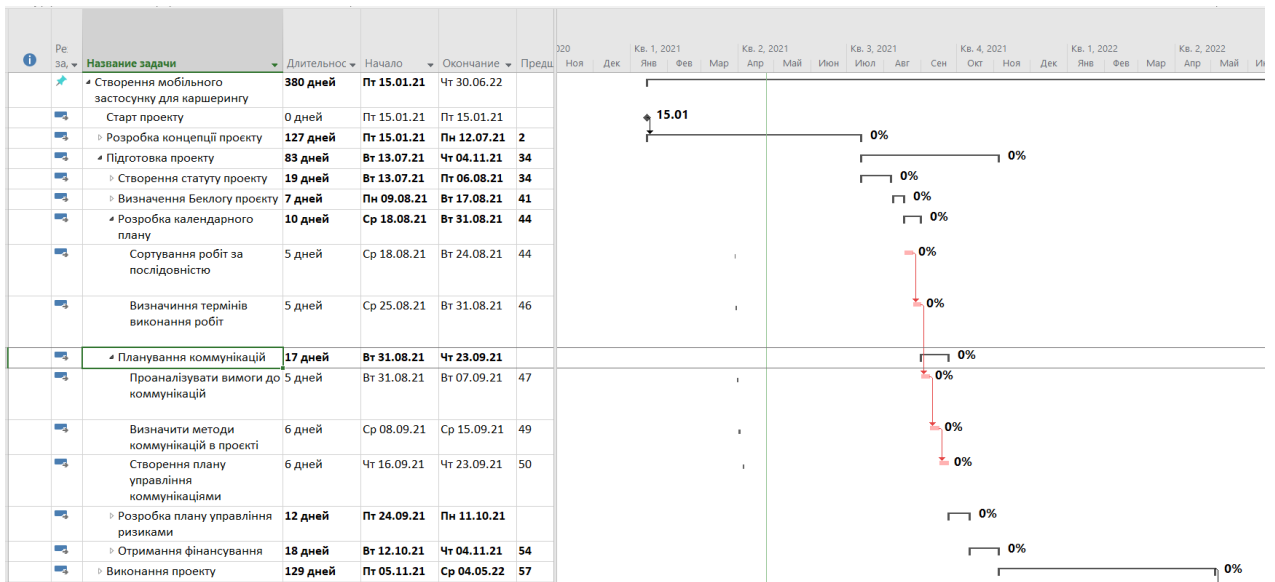 Ре
за,
Название задачи
Длительнос
Начало
Окончание
Предш
020
Кв. 1, 2021
Кв. 2, 2021
Кв. 3, 2021
Кв. 4, 2021
Кв. 1, 2022
Кв. 2, 2022
Ноя Дек Янв Фев Мар Апр Май Июн Июл Авг Сен Окт Ноя Дек Янв Фев Мар Апр Май
Створення мобільного
застосунку для каршерингу
380 дней Пт 15.01.21 Чт 30.06.22
Старт проекту 0 дней Пт 15.01.21 Пт 15.01.21 15.01
Розробка концепції проєкту 127 дней Пт 15.01.21 Пн 12.07.21 2 0%
Підготовка проекту 83 дней Вт 13.07.21 Чт 04.11.21 34 0%
Створення статуту проекту 19 дней Вт 13.07.21 Пт 06.08.21 34 0%
Визначення Беклогу проєкту 7 дней Пн 09.08.21 Вт 17.08.21 41 0%
Розробка календарного
плану
10 дней Ср 18.08.21 Вт 31.08.21 44 0%
Сортування робіт за
послідовністю
5 дней Ср 18.08.21 Вт 24.08.21 44 0%
Визначиння термінів
виконання робіт
5 дней Ср 25.08.21 Вт 31.08.21 46 0%
Планування коммунікацій 17 дней Вт 31.08.21 Чт 23.09.21 0%
Проаналізувати вимоги до
коммунікацій
5 дней Вт 31.08.21 Вт 07.09.21 47 0%
Визначити методи
коммунікацій в проєкті
6 дней Ср 08.09.21 Ср 15.09.21 49 0%
Створення плану
управління
коммунікаціями
6 дней Чт 16.09.21 Чт 23.09.21 50 0%
Розробка плану управління
ризиками
12 дней Пт 24.09.21 Пн 11.10.21 0%
Отримання фінансування 18 дней Вт 12.10.21 Чт 04.11.21 54 0%
Виконання проекту 129 дней Пт 05.11.21 Ср 04.05.22 57 0%